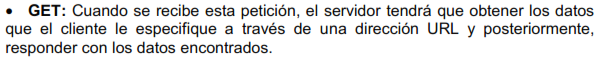 • GET: Cuando se recibe esta petición, el servidor tendrá que obtener los datos
que el cliente le especifique a través de una dirección URL y posteriormente,
responder con los datos encontrados.